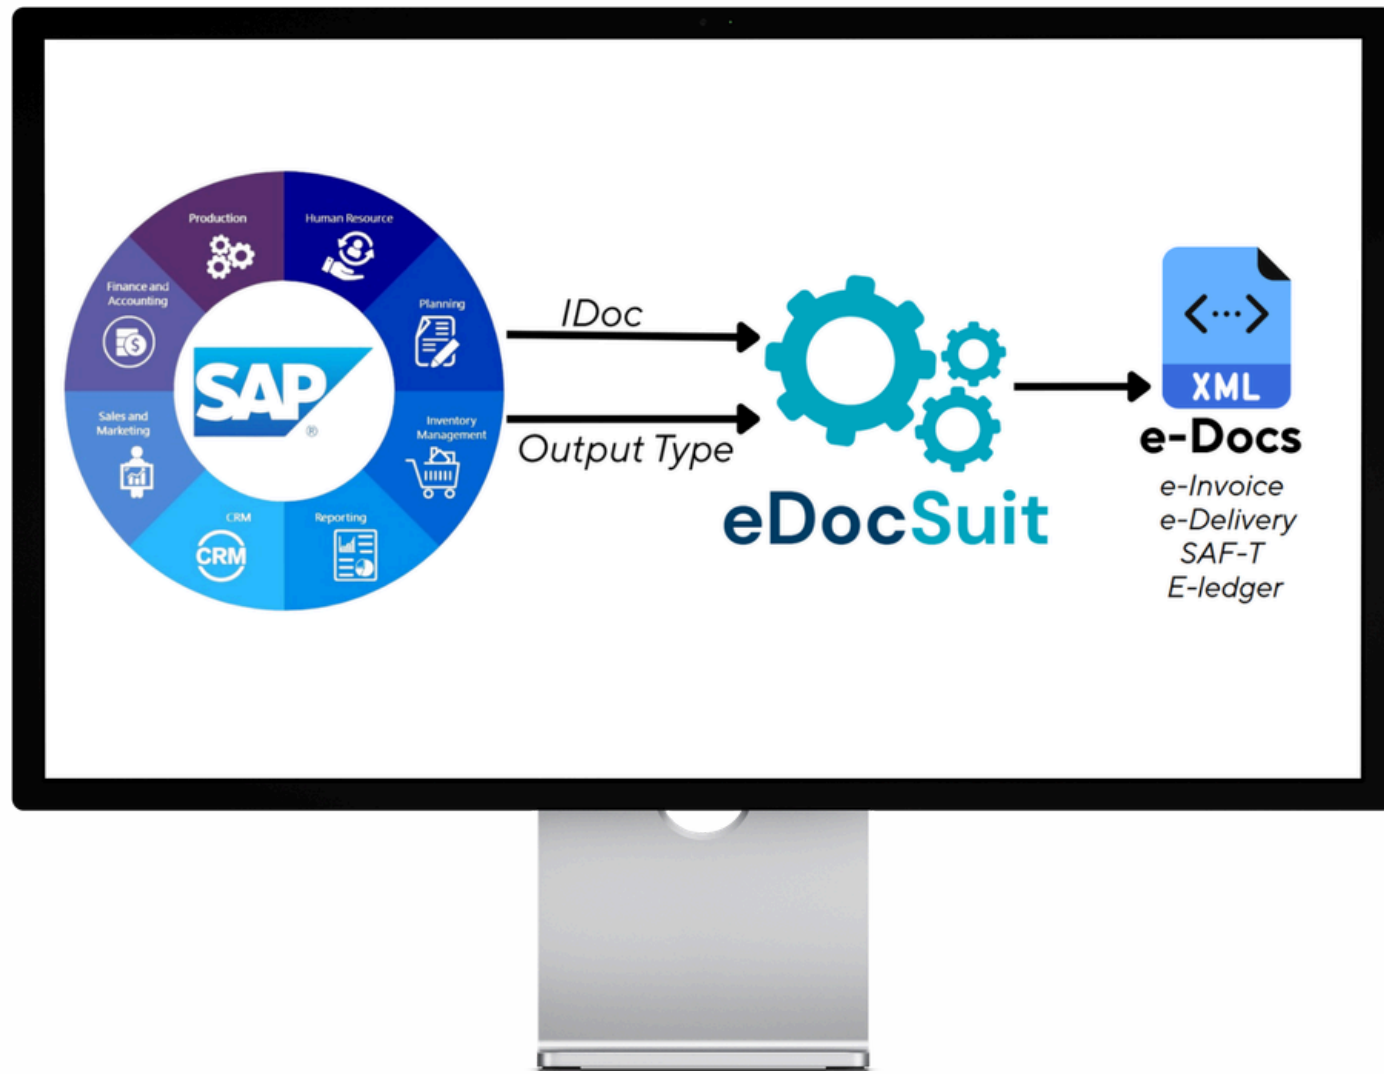 Production
Human Resource
Finance and
Accounting
Planning
Sales and
Marketing
Inventory
Management
CRM
CRM
Reporting
SAP
®
IDoc
Output Type
eDocSuit
XML
e-Docs
e-Invoice
e-Delivery
SAF-T
E-ledger